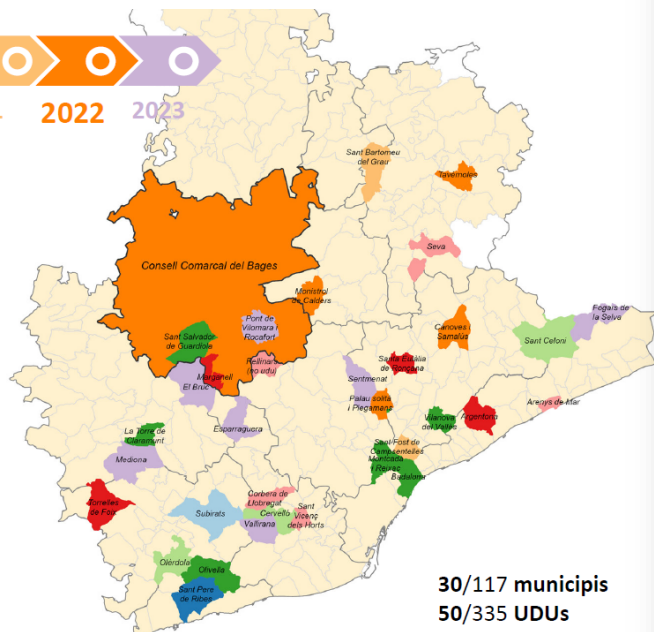 2022 2023
Sant Bartomeu
del Grau
Tavèrnoles
Seva
Consell Comarcal del Bages
Monistrol
de Calders
Pont de
Vilomara i
Rocafort
Sant Salvador
de Guardiola
Cànoves i
Samalús
Fogars de
la Selva
Sant Celoni
Rellinars
(no udu)
Marganell
El Bruc
Santa Eulàlia
de Ronçana
Sentmenat
Palau solità
i Plegamans
Arenys de Mar
Argentona
Vilanova
del Vallès
Esparraguera
La Torre de
Claramunt
Mediona
Sant Fost de
Campsentelles
Montcada
i Reixac
Badalona
Torrelles
de Foix
Corbera de
Llobregat
Subirats
Cervelló
Sant
Vicenç
dels Horts
Vallirana
Olèrdola
Olivella
Sant Pere
de Ribes
30/117 municipis
50/335 UDUs